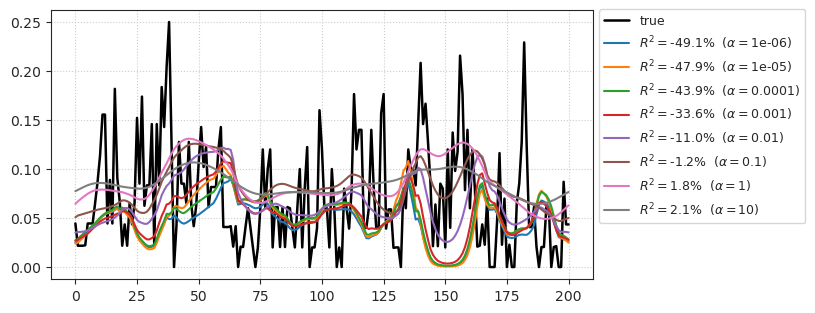 0.25
0.20
0.15
0.10
0.05
0.00
0
25
50
75
100
125
150
175
200
true
R² = -49.1% (α = 1e-06)
R² = -47.9% (α = 1e-05)
R² = -43.9% (α = 0.0001)
R² = -33.6% (α = 0.001)
R² = -11.0% (α = 0.01)
R² = -1.2% (α = 0.1)
R² = 1.8% (α = 1)
R² = 2.1% (α = 10)